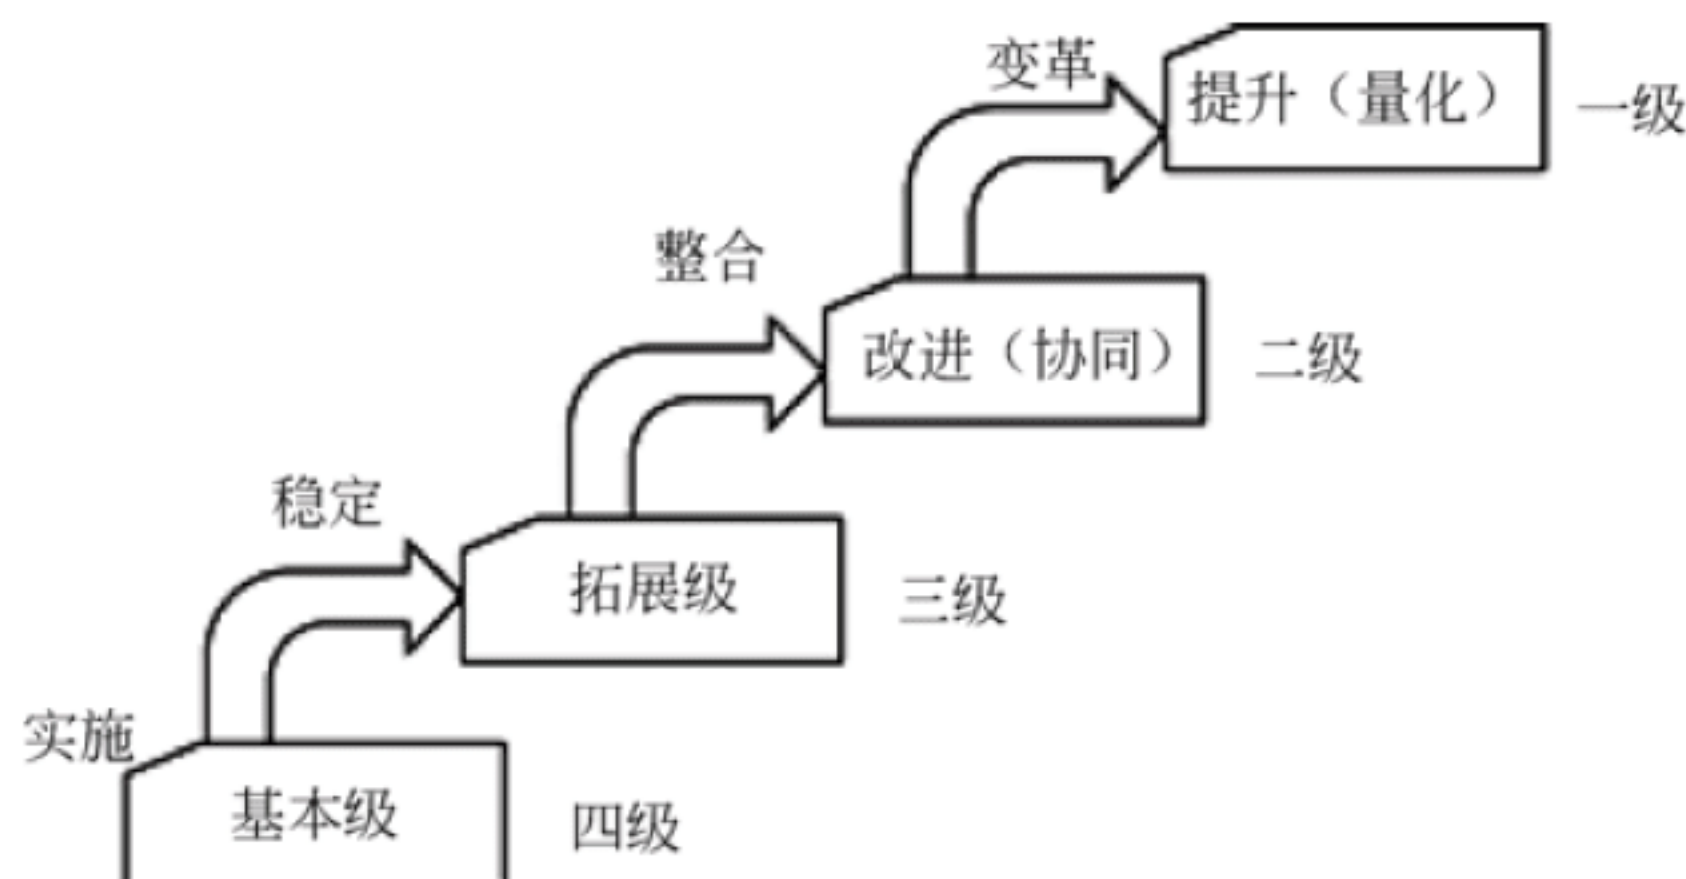 变革
提升（量化）
一级
整合
改进（协同）
二级
稳定
拓展级
三级
实施
基本级
四级